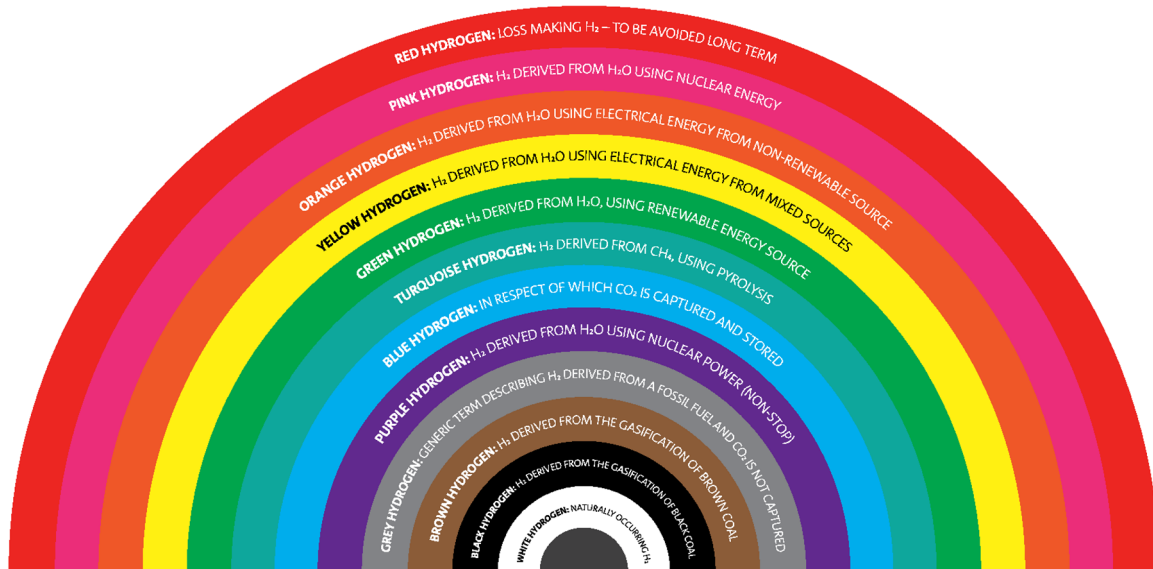 RED HYDROGEN: LOSS MAKING H₂ – TO BE AVOIDED LONG TERM
PINK HYDROGEN: H₂ DERIVED FROM H₂O USING NUCLEAR ENERGY
ORANGE HYDROGEN: H₂ DERIVED FROM H₂O USING ELECTRICAL ENERGY FROM NON-RENEWABLE SOURCE
YELLOW HYDROGEN: H₂ DERIVED FROM H₂O USING ELECTRICAL ENERGY FROM MIXED SOURCES
GREEN HYDROGEN: H₂ DERIVED FROM H₂O, USING RENEWABLE ENERGY SOURCE
TURQUOISE HYDROGEN: H₂ DERIVED FROM CH₄, USING PYROLYSIS
BLUE HYDROGEN: IN RESPECT OF WHICH CO₂ IS CAPTURED AND STORED
PURPLE HYDROGEN: H₂ DERIVED FROM H₂O USING NUCLEAR POWER (NON-STOP)
GREY HYDROGEN: GENERIC TERM DESCRIBING H₂ DERIVED FROM A FOSSIL FUEL AND CO₂ IS NOT CAPTURED
BROWN HYDROGEN: H₂ DERIVED FROM THE GASIFICATION OF BROWN COAL
BLACK HYDROGEN: H₂ DERIVED FROM THE GASIFICATION OF BLACK COAL
WHITE HYDROGEN: NATURALLY OCCURRING H₂